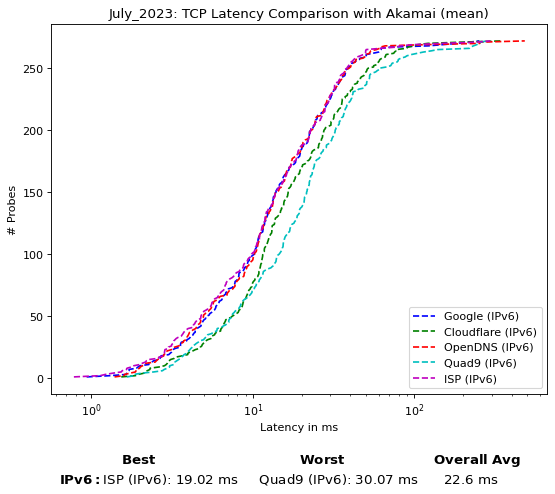 July_2023: TCP Latency Comparison with Akamai (mean)
250
200
150
100
50
0
# Probes
10⁰
10¹
10²
Latency in ms
Google (IPv6)
Cloudflare (IPv6)
OpenDNS (IPv6)
Quad9 (IPv6)
ISP (IPv6)
Best Worst Overall Avg
IPv6: ISP (IPv6): 19.02 ms Quad9 (IPv6): 30.07 ms 22.6 ms